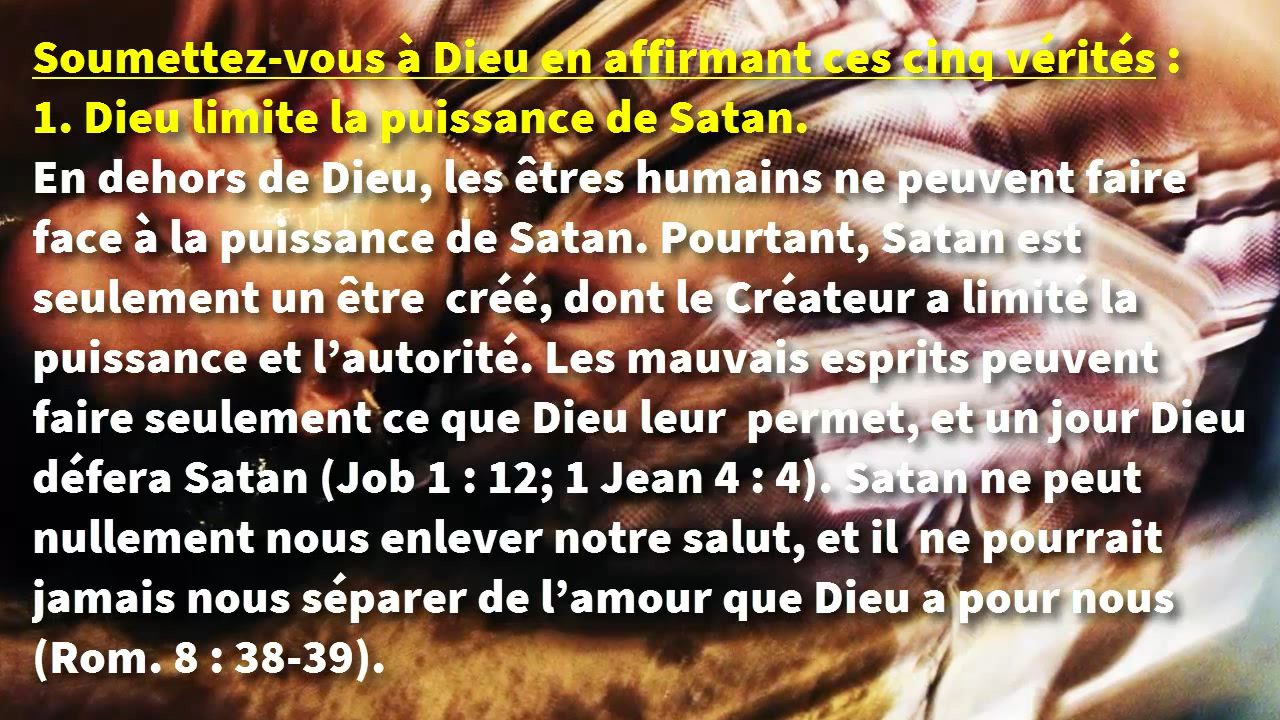 Soumettez-vous à Dieu en affirmant ces cinq vérités :
1. Dieu limite la puissance de Satan.
En dehors de Dieu, les êtres humains ne peuvent faire
face à la puissance de Satan. Pourtant, Satan est
seulement un être  créé, dont le Créateur a limité la
puissance et l’autorité. Les mauvais esprits peuvent
faire seulement ce que Dieu leur  permet, et un jour Dieu
défera Satan (Job 1 : 12; 1 Jean 4 : 4). Satan ne peut
nullement nous enlever notre salut, et il  ne pourrait
jamais nous séparer de l’amour que Dieu a pour nous
(Rom. 8 : 38-39).